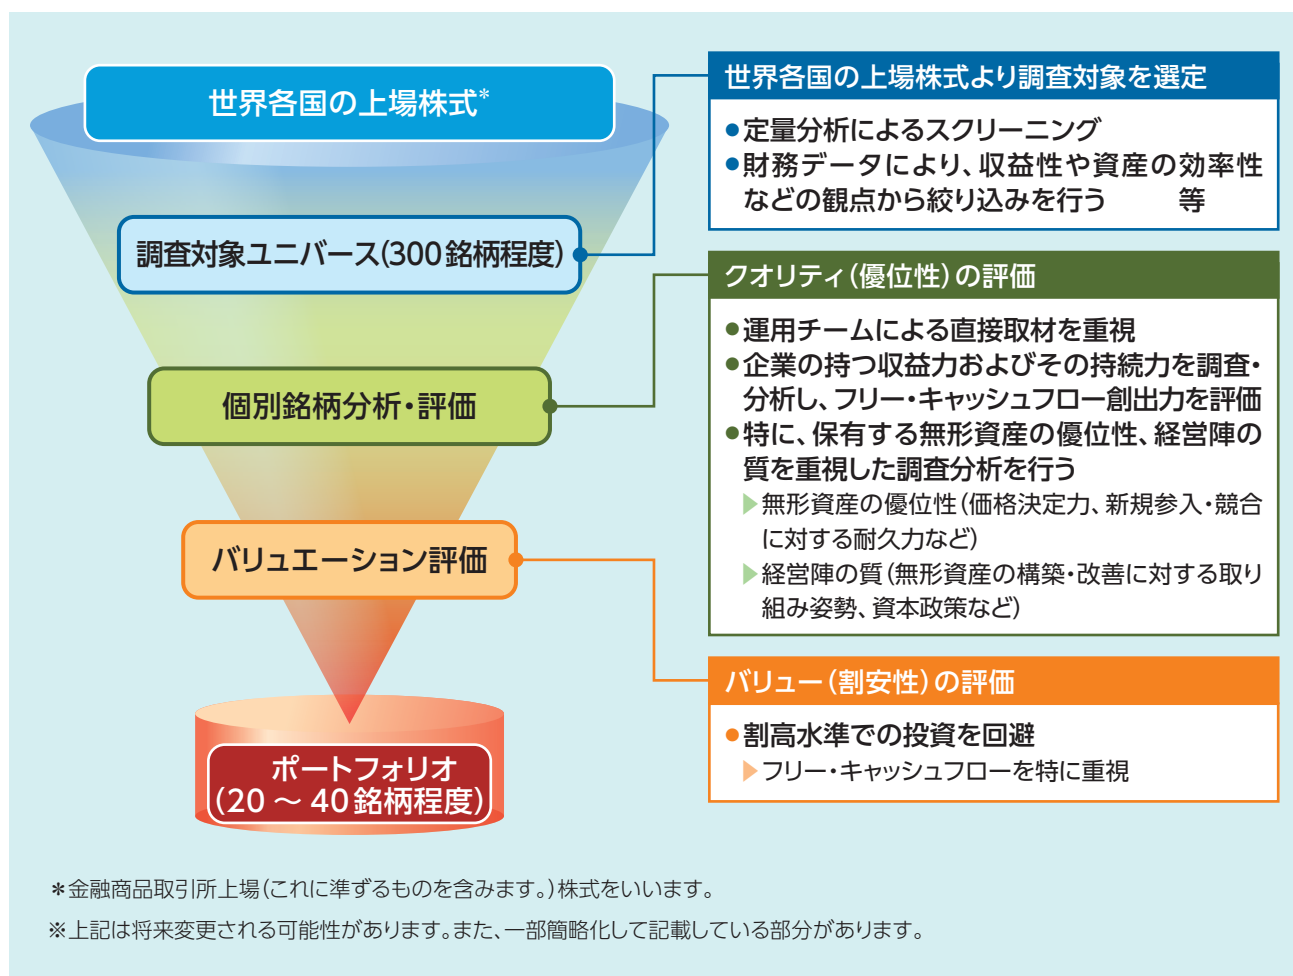 世界各国の上場株式*
調査対象ユニバース(300銘柄程度)
個別銘柄分析・評価
バリュエーション評価
ポートフォリオ
(20～40銘柄程度)
世界各国の上場株式より調査対象を選定
●定量分析によるスクリーニング
●財務データにより、収益性や資産の効率性
などの観点から絞り込みを行う 等
クオリティ(優位性)の評価
●運用チームによる直接取材を重視
●企業の持つ収益力およびその持続力を調査・
分析し、フリー・キャッシュフロー創出力を評価
●特に、保有する無形資産の優位性、経営陣の
質を重視した調査分析を行う
▶無形資産の優位性(価格決定力、新規参入・競合
に対する耐久力など)
▶経営陣の質(無形資産の構築・改善に対する取り
組み姿勢、資本政策など)
バリュー(割安性)の評価
●割高水準での投資を回避
▶フリー・キャッシュフローを特に重視
*金融商品取引所上場(これに準ずるものを含みます。)株式をいいます。
※上記は将来変更される可能性があります。また、一部簡略化して記載している部分があります。